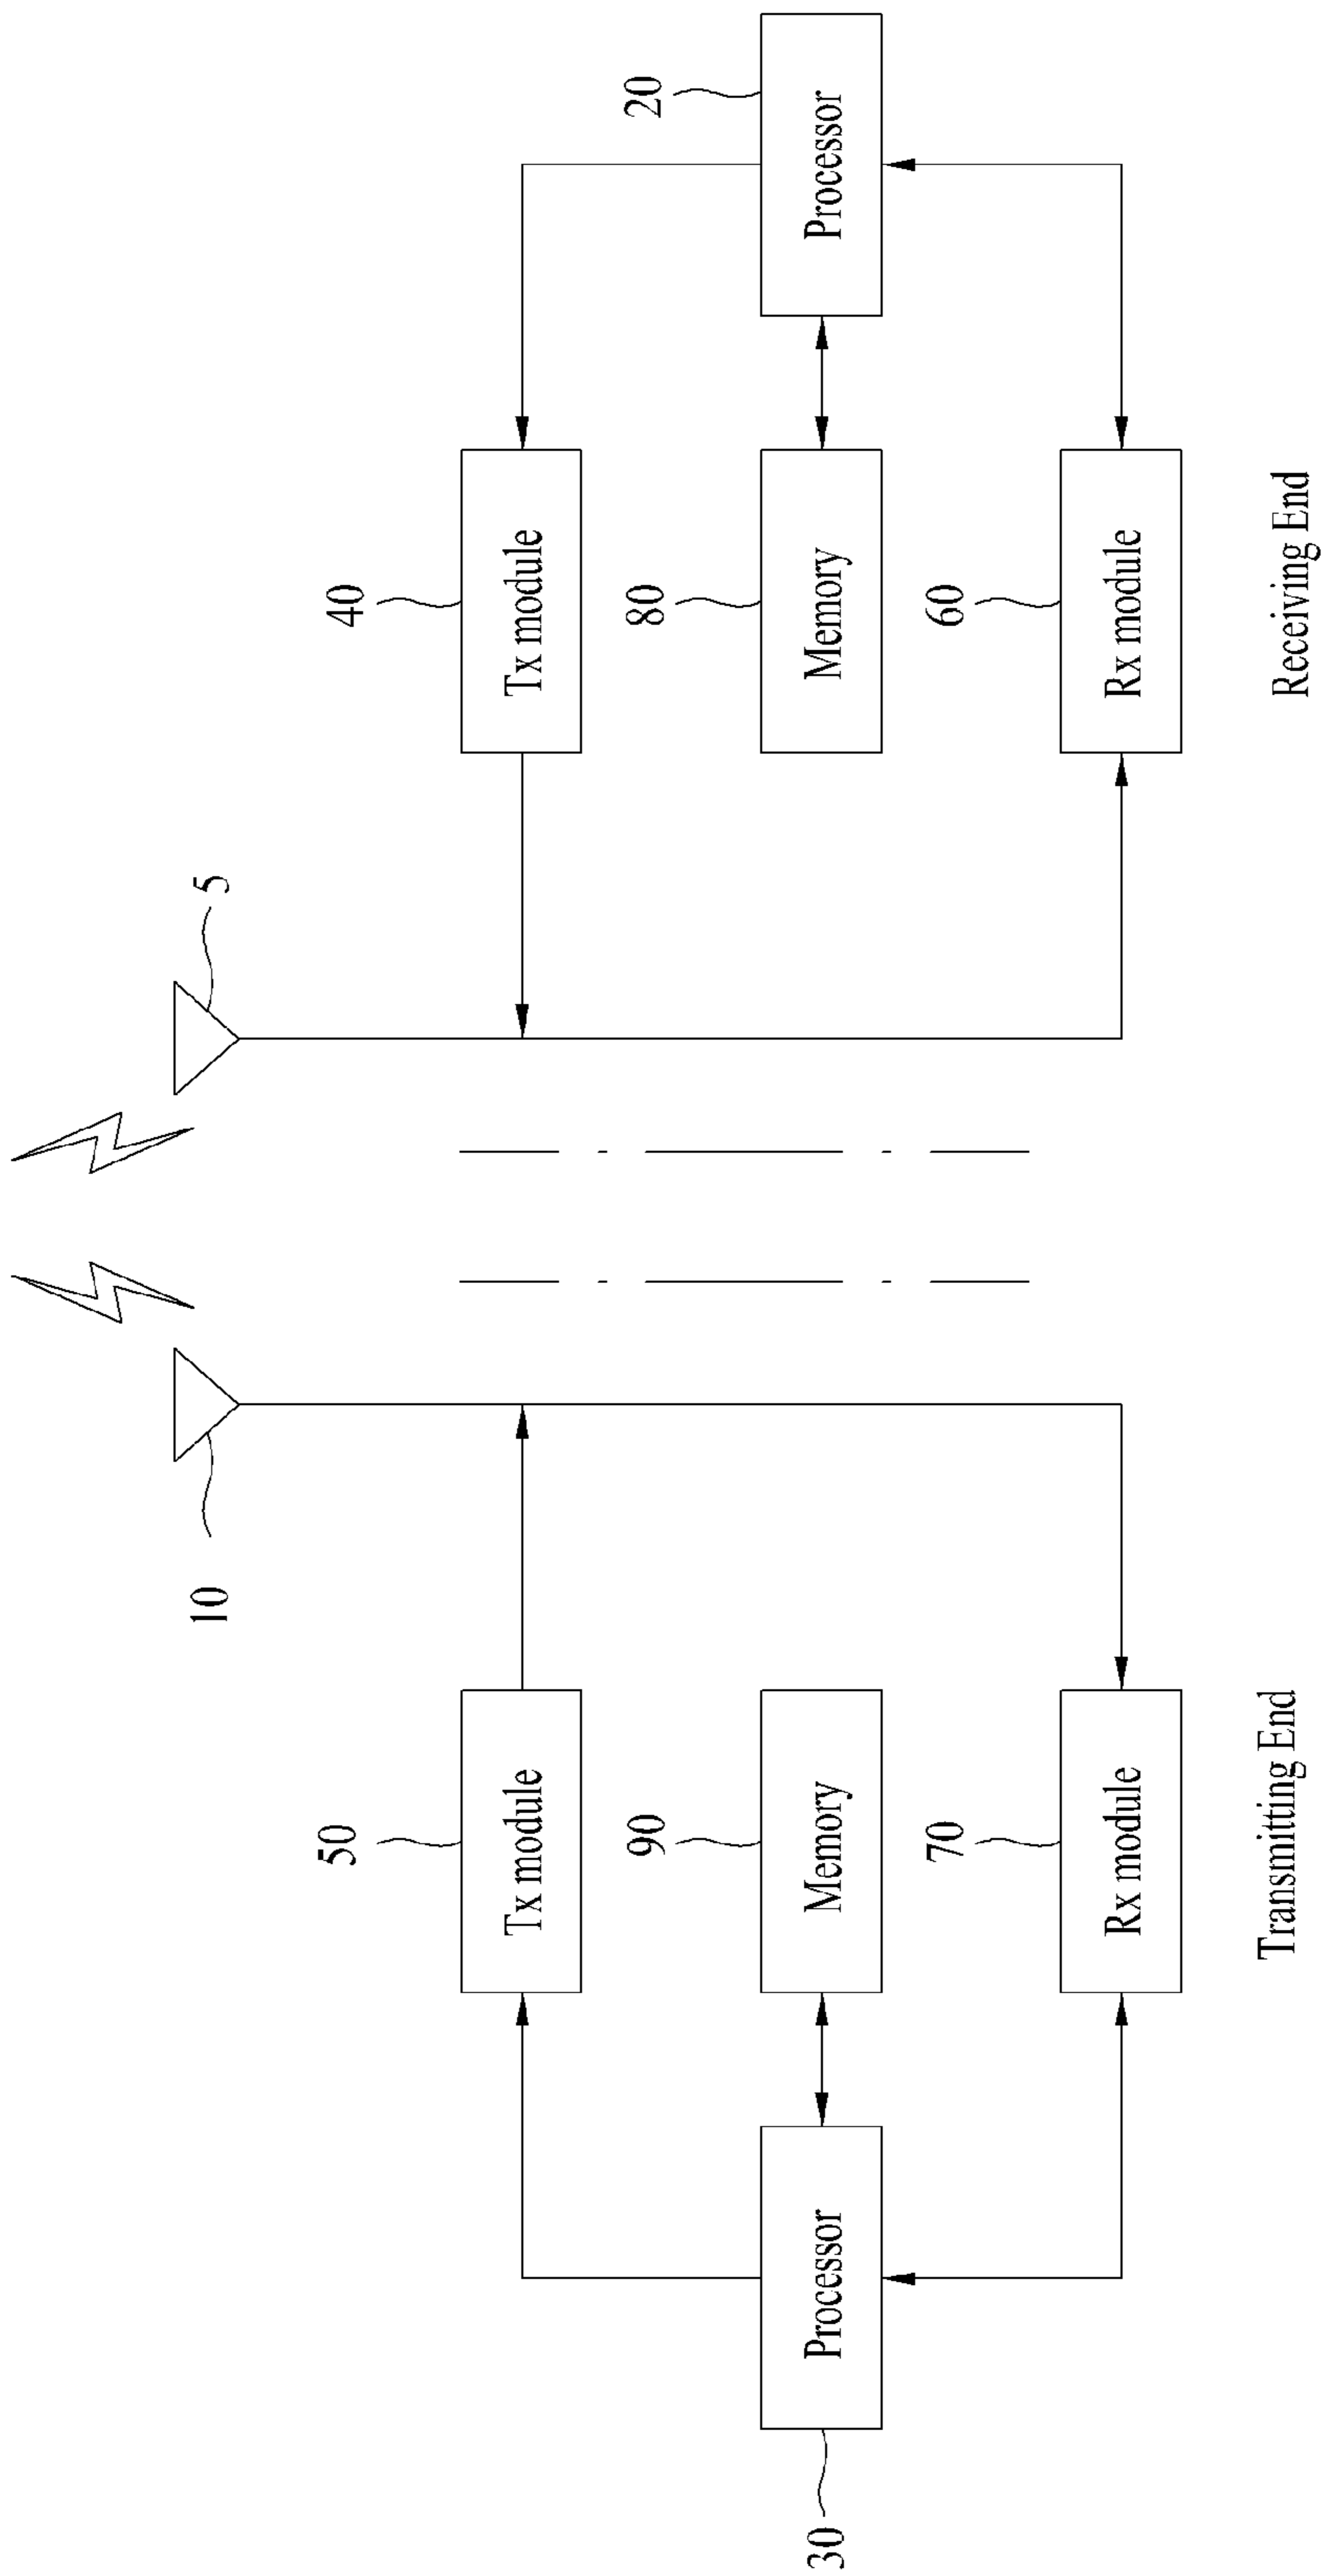 10
5
50
40
Tx module
Tx module
90
80
20
30
Processor
Memory
Memory
Processor
70
60
Rx module
Rx module
Transmitting End
Receiving End